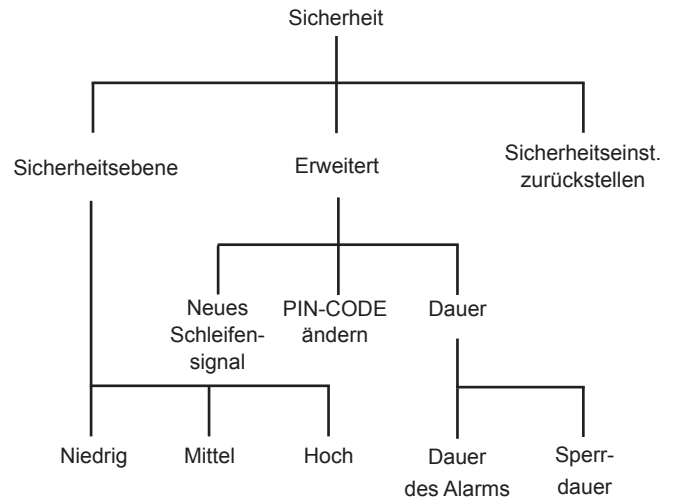 Sicherheit
Sicherheitsebene
Erweitert
Sicherheitseinst.
zurückstellen
Neues
Schleifen-
signal
PIN-CODE
ändern
Dauer
Niedrig
Mittel
Hoch
Dauer
des Alarms
Sperr-
dauer